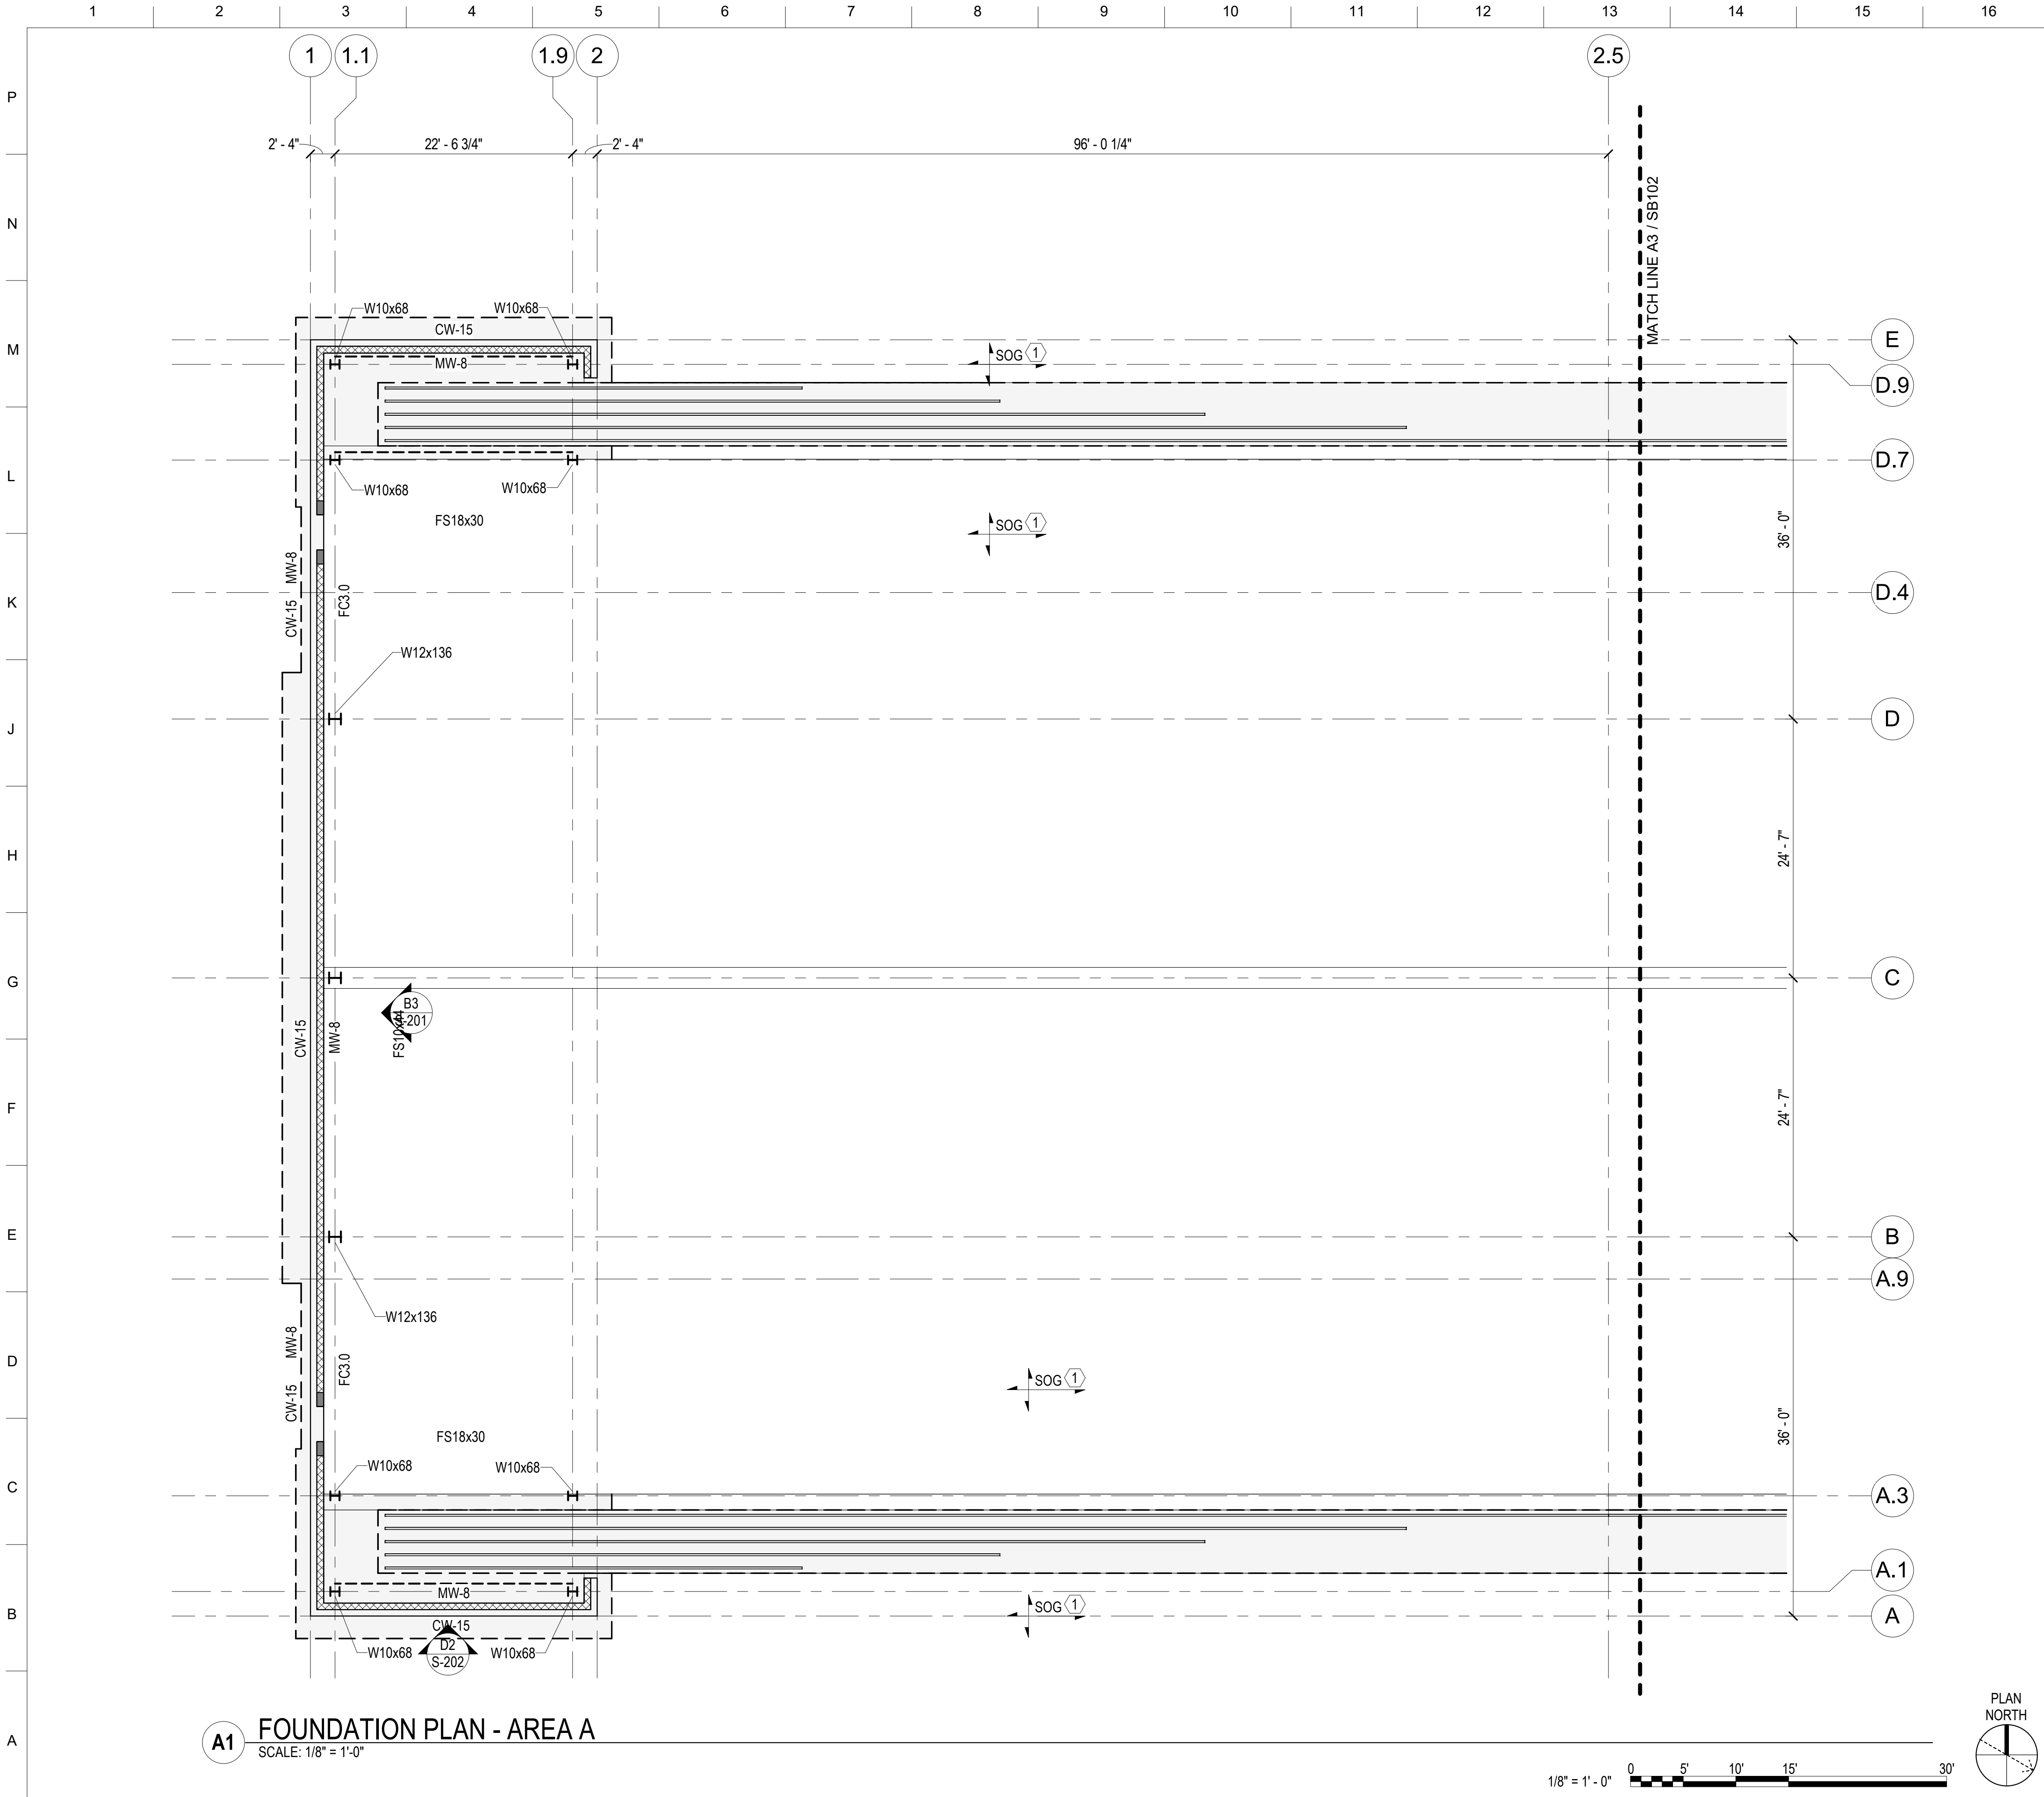 1 2 3 4 5 6 7 8 9 10 11 12 13 14 15 16
1 1.1 1.9 2 2.5
P
2' - 4" 22' - 6 3/4" 2' - 4" 96' - 0 1/4"
N
MATCH LINE A3 / SB102
W10x68 W10x68
CW-15
E
M
SOG 1
MW-8
D.9
D.7
L
W10x68 W10x68
FS18x30
SOG 1
36' - 0"
MW-8
CW-15
FC3.0
K
D.4
W12x136
D
J
24' - 7"
H
G
C
B3
S-201
CW-15
MW-8
FS10x44
24' - 7"
F
E
B
A.9
W12x136
MW-8
CW-15
FC3.0
D
SOG 1
36' - 0"
FS18x30
W10x68 W10x68
C
A.3
A.1
MW-8
SOG 1
B
A
CW-15
D2
S-202
W10x68 W10x68
A
A1 FOUNDATION PLAN - AREA A
SCALE: 1/8" = 1'-0"
PLAN
NORTH
0 5' 10' 15' 30'
1/8" = 1' - 0"